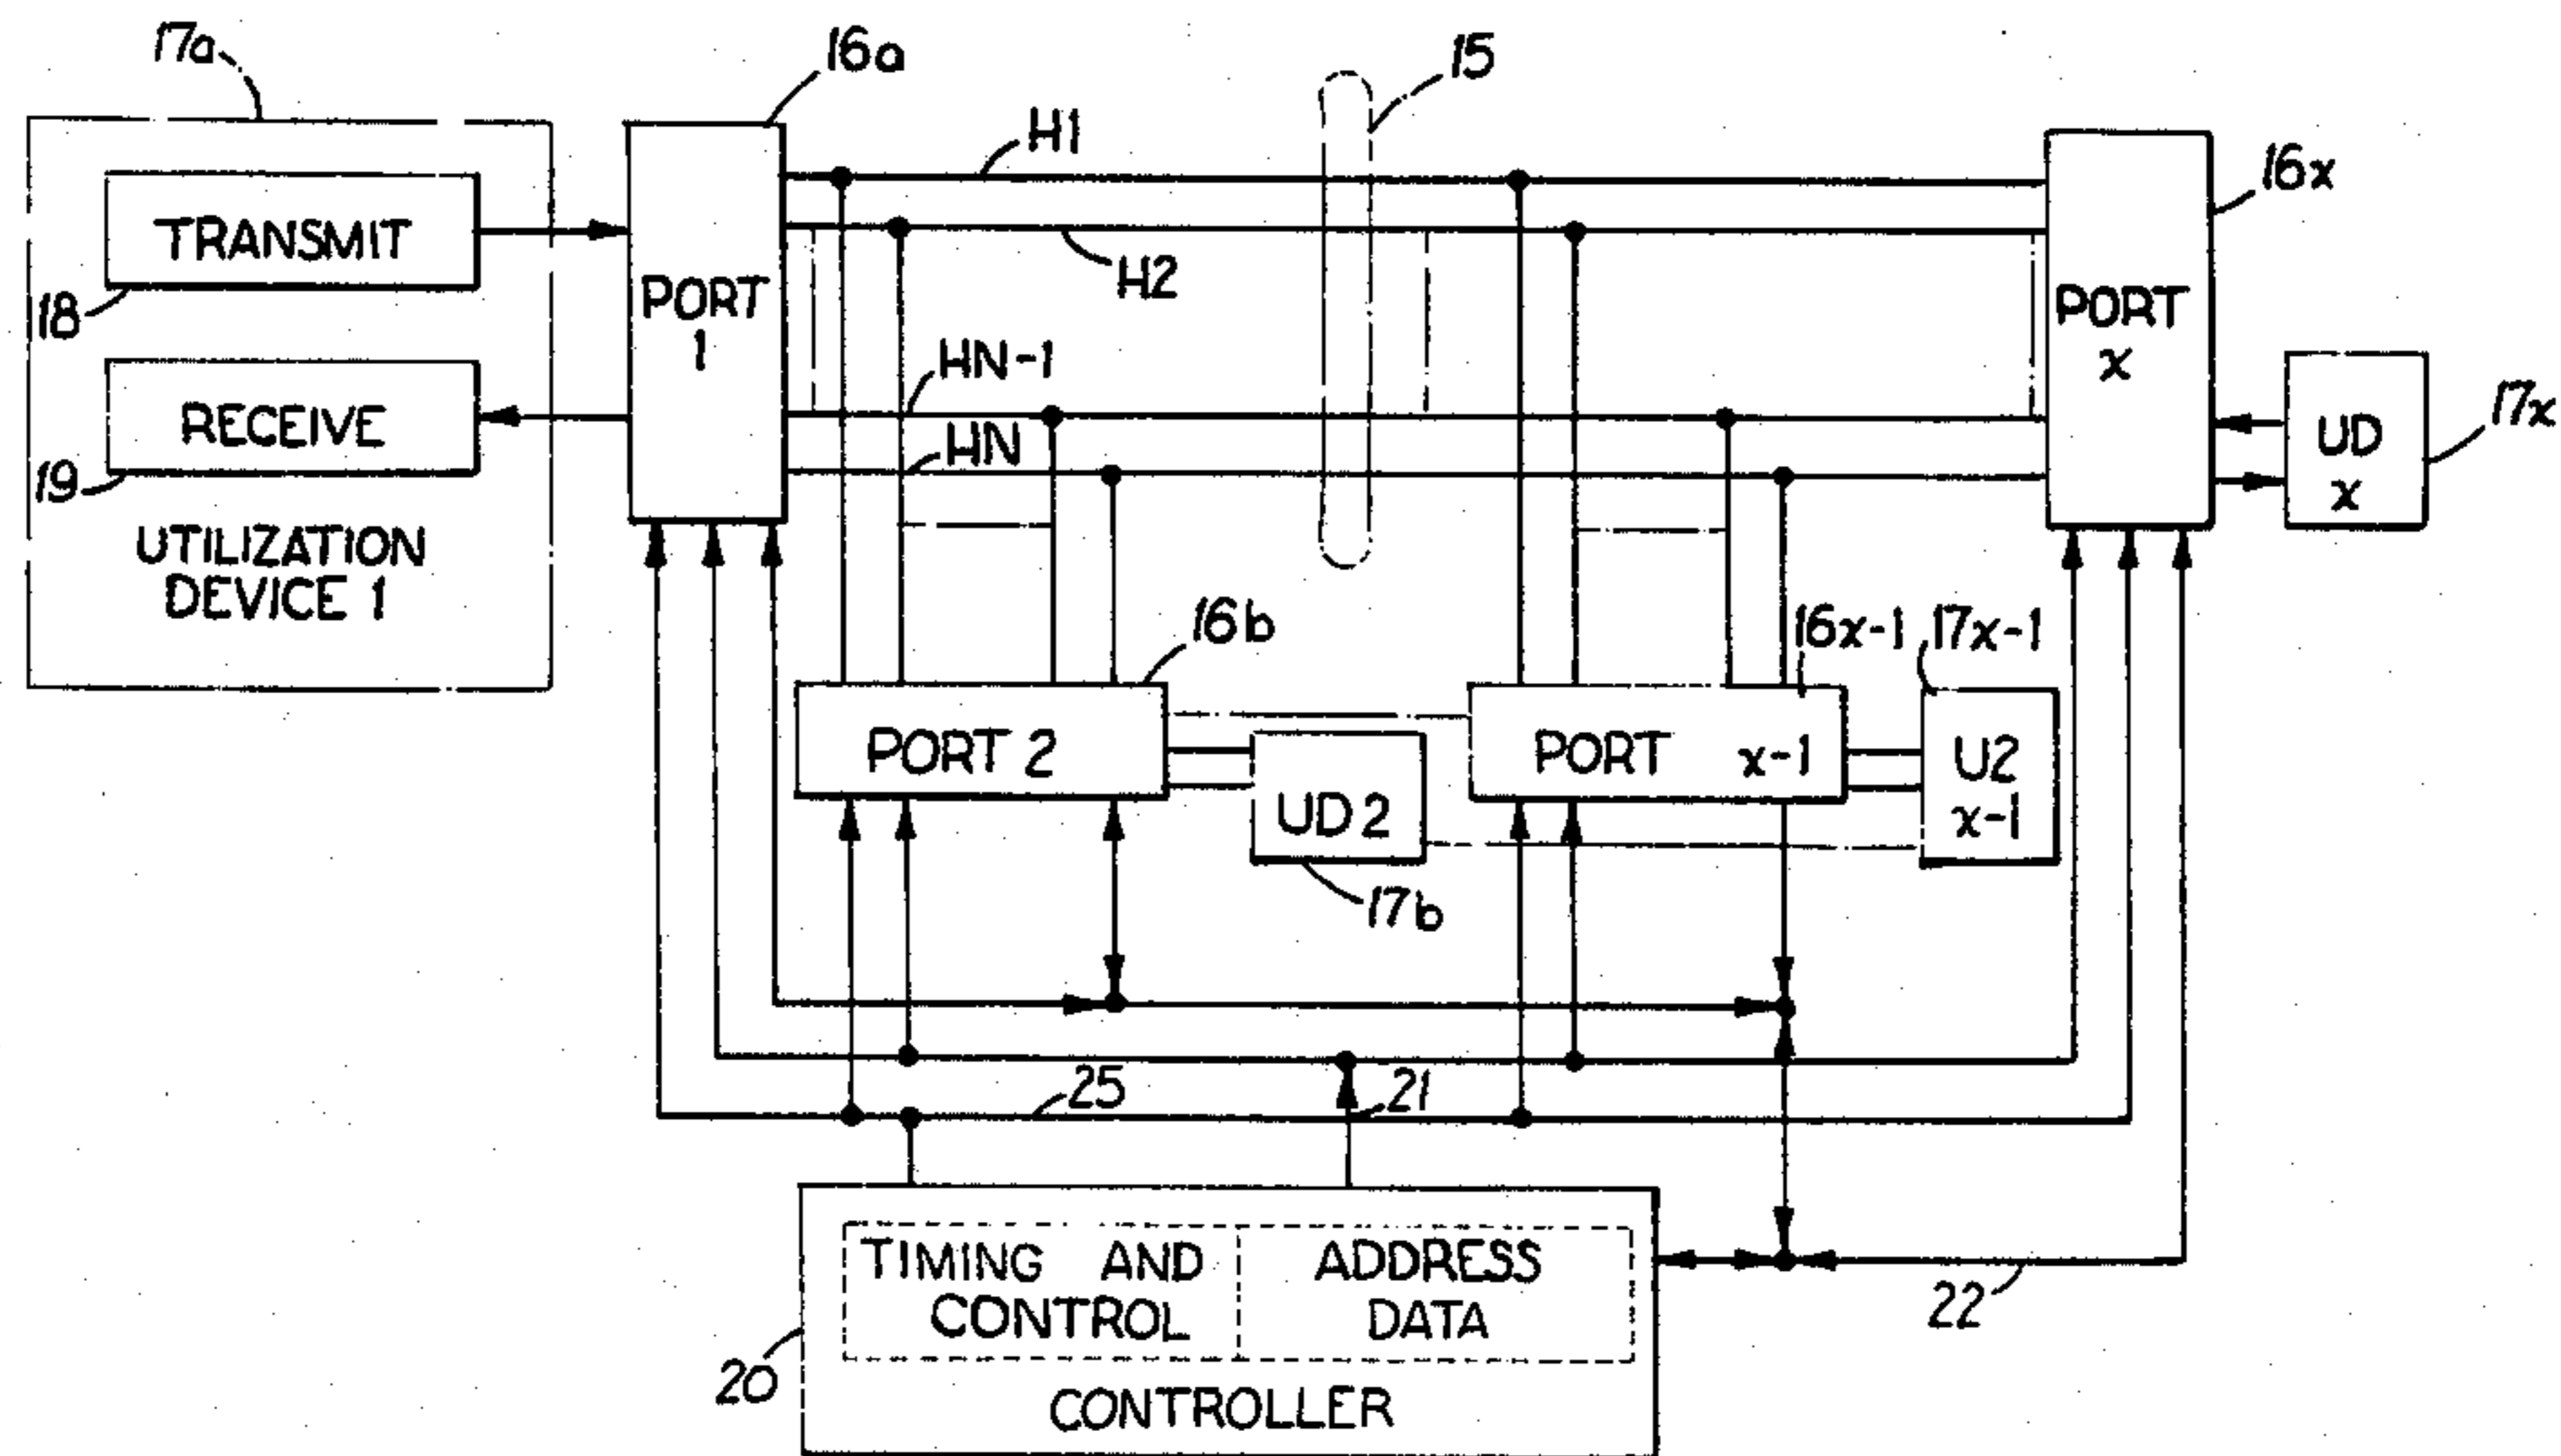 17a
16a
15
H1
16x
TRANSMIT
H2
18
PORT
1
PORT
x
HN-1
17x
RECEIVE
HN
UD
x
19
UTILIZATION
DEVICE 1
16b
16x-1
17x-1
PORT 2
PORT x-1
U2
x-1
UD 2
17b
25
21
TIMING AND
CONTROL
ADDRESS
DATA
22
20
CONTROLLER